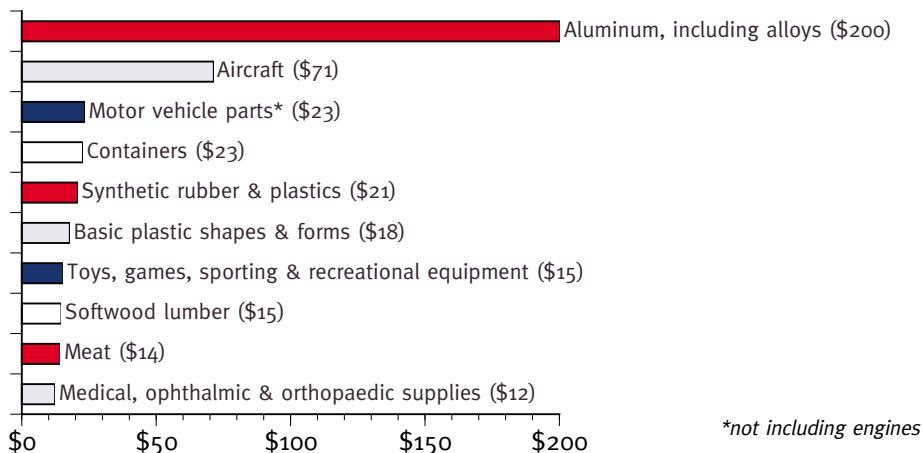 Aluminum, including alloys ($200)
Aircraft ($71)
Motor vehicle parts* ($23)
Containers ($23)
Synthetic rubber & plastics ($21)
Basic plastic shapes & forms ($18)
Toys, games, sporting & recreational equipment ($15)
Softwood lumber ($15)
Meat ($14)
Medical, ophthalmic & orthopaedic supplies ($12)
$0 $50 $100 $150 $200
*not including engines